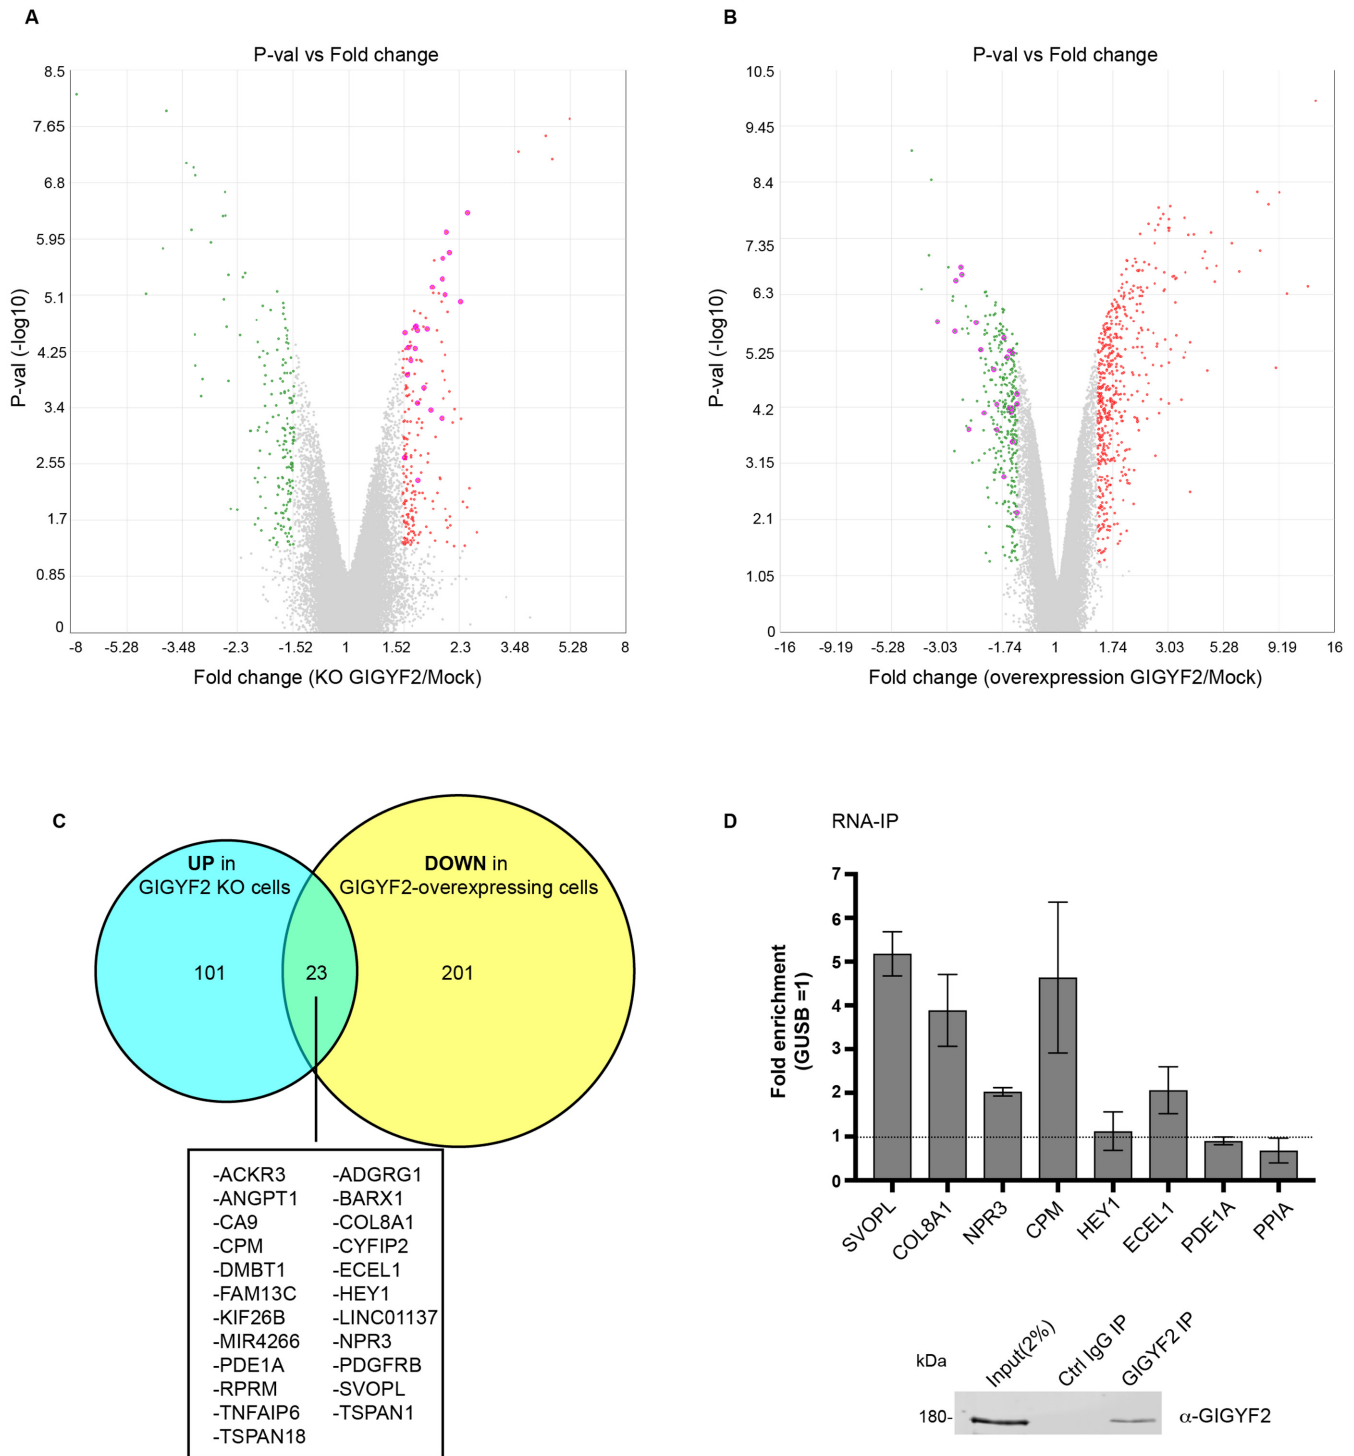 A
P-val vs Fold change
8.5
7.65
6.8
5.95
5.1
4.25
3.4
2.55
1.7
0.85
0
P-val (-log10)
-8 -5.28 -3.48 -2.3 -1.52 1 1.52 2.3 3.48 5.28 8
Fold change (KO GIGYF2/Mock)
B
P-val vs Fold change
10.5
9.45
8.4
7.35
6.3
5.25
4.2
3.15
2.1
1.05
0
P-val (-log10)
-16 -9.19 -5.28 -3.03 -1.74 1 1.74 3.03 5.28 9.19 16
Fold change (overexpression GIGYF2/Mock)
C
UP in
GIGYF2 KO cells
DOWN in
GIGYF2-overexpressing cells
101 23 201
-ACKR3 -ADGRG1
-ANGPT1 -BARX1
-CA9 -COL8A1
-CPM -CYFIP2
-DMBT1 -ECEL1
-FAM13C -HEY1
-KIF26B -LINC01137
-MIR4266 -NPR3
-PDE1A -PDGFRB
-RPRM -SVOPL
-TNFAIP6 -TSPAN1
-TSPAN18
D
RNA-IP
7
6
5
4
3
2
1
0
Fold enrichment
(GUSB =1)
SVOPL COL8A1 NPR3 CPM HEY1 ECEL1 PDE1A PPIA
kDa
Input(2%) Ctrl IgG IP GIGYF2 IP
180-
α-GIGYF2